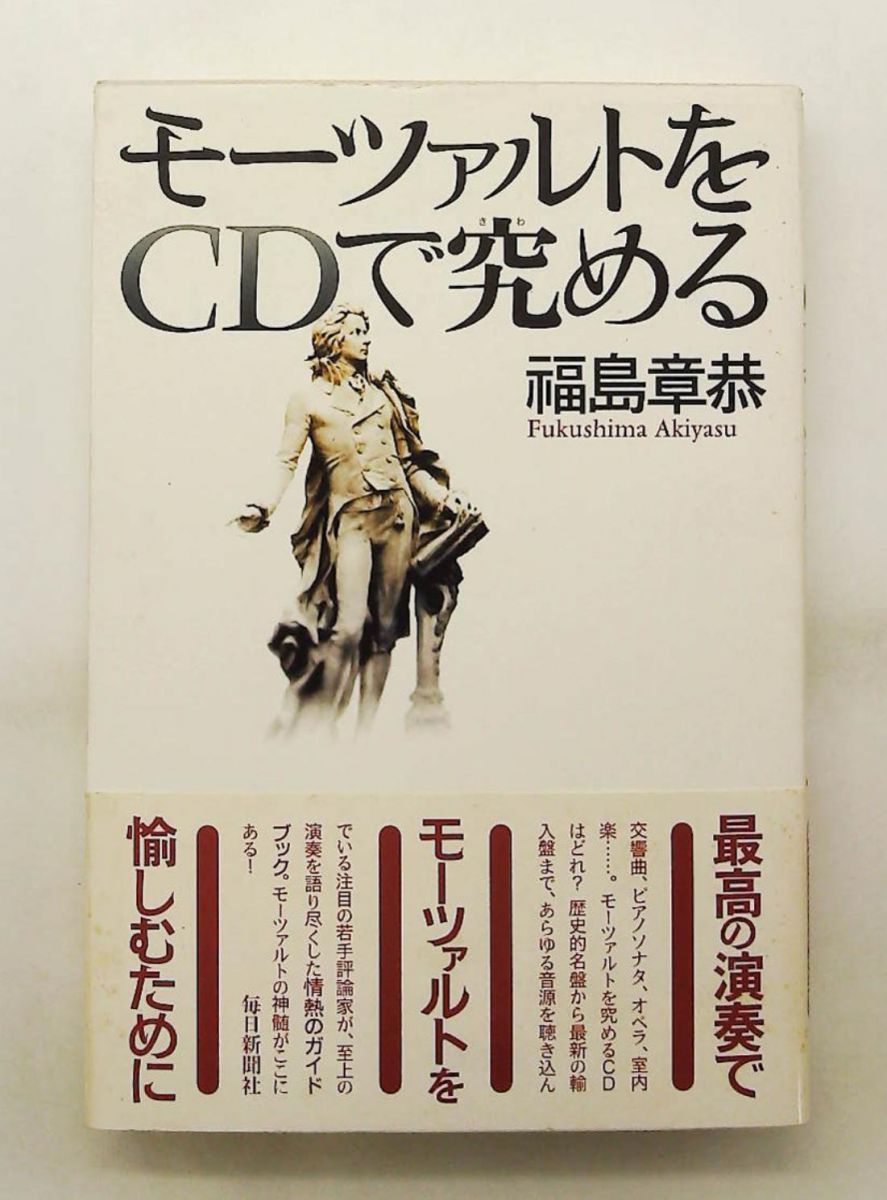 モーツァルトを
CDで究める
さわ
福島章恭
Fukushima Akiyasu
最高の演奏で
交響曲、ピアノソナタ、オペラ、室内
楽……。モーツァルトを究めるCD
はどれ? 歴史的名盤から最新の輸
入盤まで、あらゆる音源を聴き込ん
モーツァルトを
でいる注目の若手評論家が、至上の
演奏を語り尽くした情熱のガイド
ブック。モーツァルトの神髄がここに
ある!
毎日新聞社
愉しむために